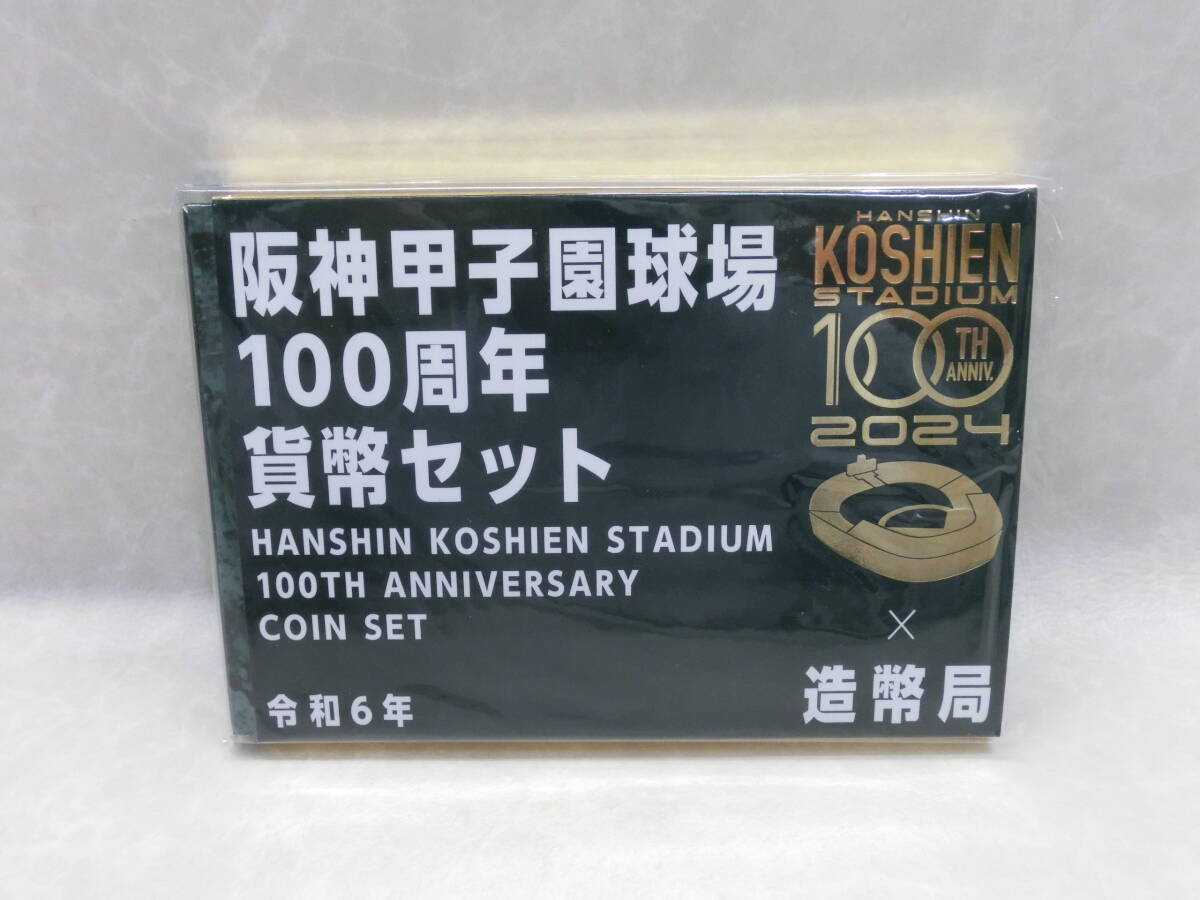 阪神甲子園球場
100周年
貨幣セット
HANSHIN KOSHIEN STADIUM
100TH ANNIVERSARY
COIN SET
令和6年
HANSHIN
KOSHIEN
STADIUM
100TH
ANNIV.
2024
×
造幣局